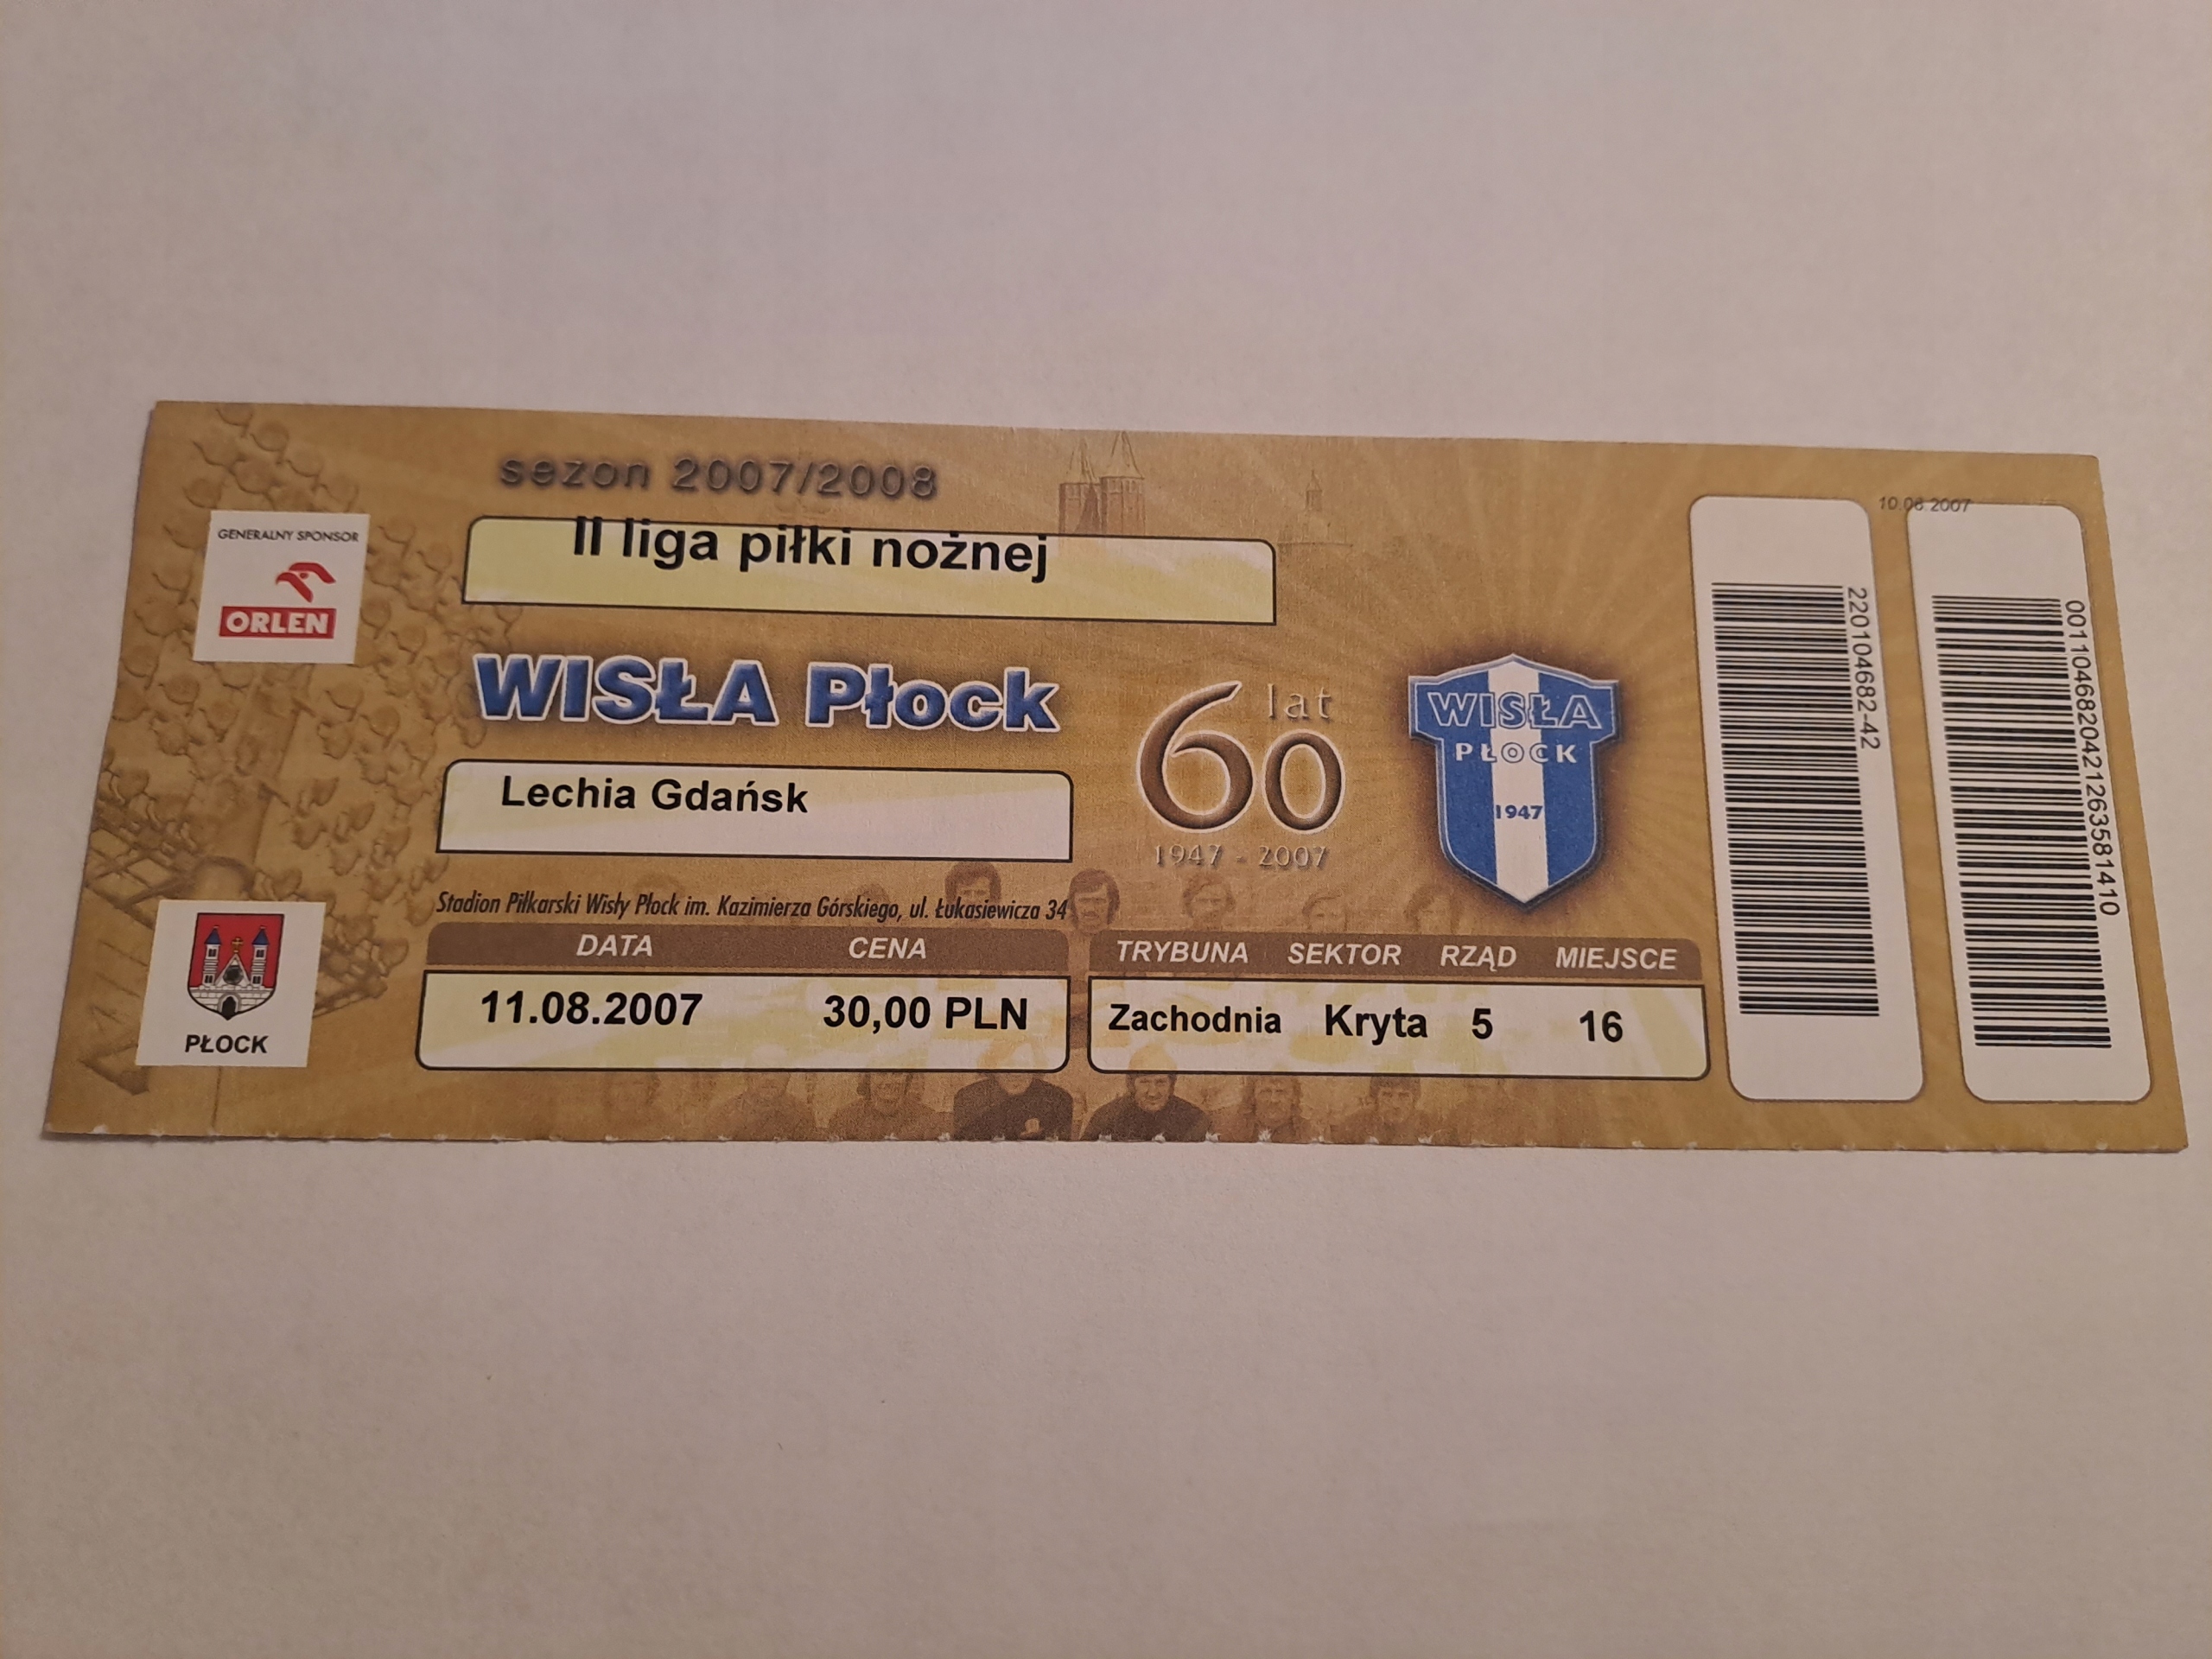 sezon 2007/2008
10.08.2007
GENERALNY SPONSOR
ORLEN
II liga piłki nożnej
WISŁA Płock
Lechia Gdańsk
60 lat
1947 - 2007
WISŁA
PŁOCK
1947
Stadion Piłkarski Wisły Płock im. Kazimierza Górskiego, ul. Łukasiewicza 34
DATA CENA
11.08.2007 30,00 PLN
TRYBUNA SEKTOR RZĄD MIEJSCE
Zachodnia Kryta 5 16
PŁOCK
220104682-42
0011046820421263581410